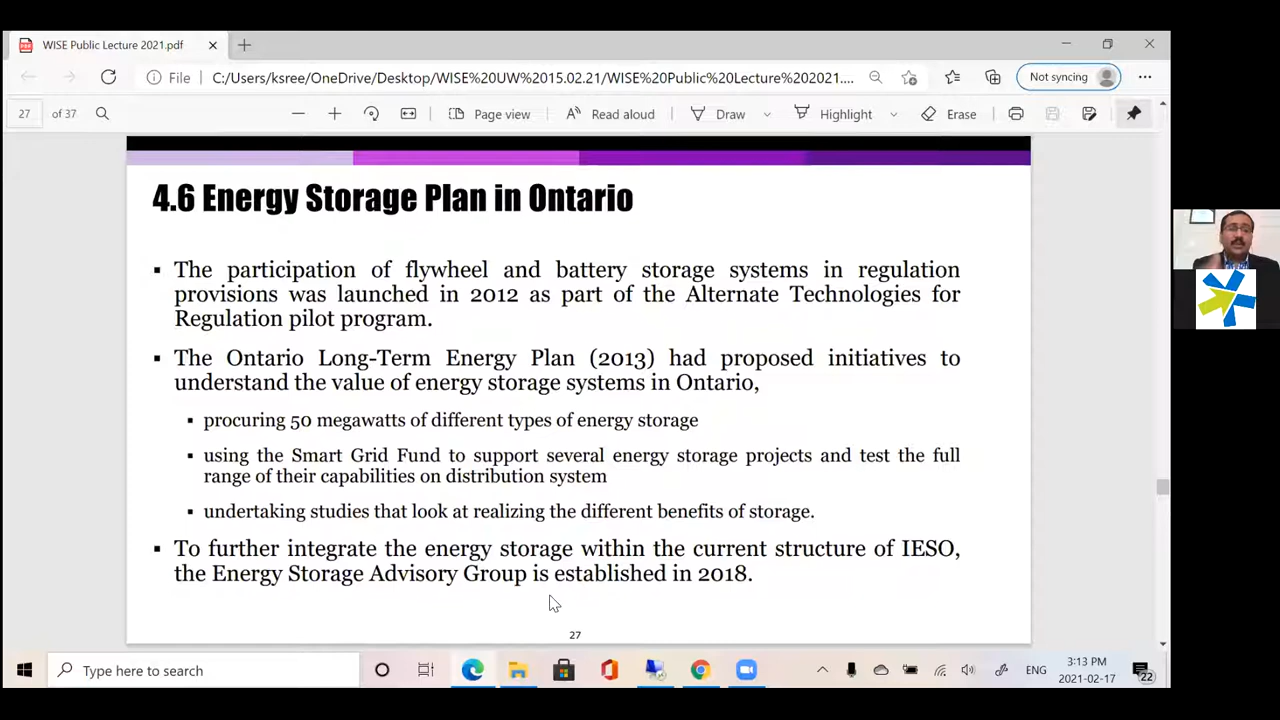 WISE Public Lecture 2021.pdf
File
C:/Users/ksree/OneDrive/Desktop/WISE%20UW%2015.02.21/WISE%20Public%20Lecture%202021....
Not syncing
27 of 37
Page view
Read aloud
Draw
Highlight
Erase
4.6 Energy Storage Plan in Ontario
▪ The participation of flywheel and battery storage systems in regulation
provisions was launched in 2012 as part of the Alternate Technologies for
Regulation pilot program.
▪ The Ontario Long-Term Energy Plan (2013) had proposed initiatives to
understand the value of energy storage systems in Ontario,
▪ procuring 50 megawatts of different types of energy storage
▪ using the Smart Grid Fund to support several energy storage projects and test the full
range of their capabilities on distribution system
▪ undertaking studies that look at realizing the different benefits of storage.
▪ To further integrate the energy storage within the current structure of IESO,
the Energy Storage Advisory Group is established in 2018.
27
Type here to search
ENG
3:13 PM
2021-02-17
22